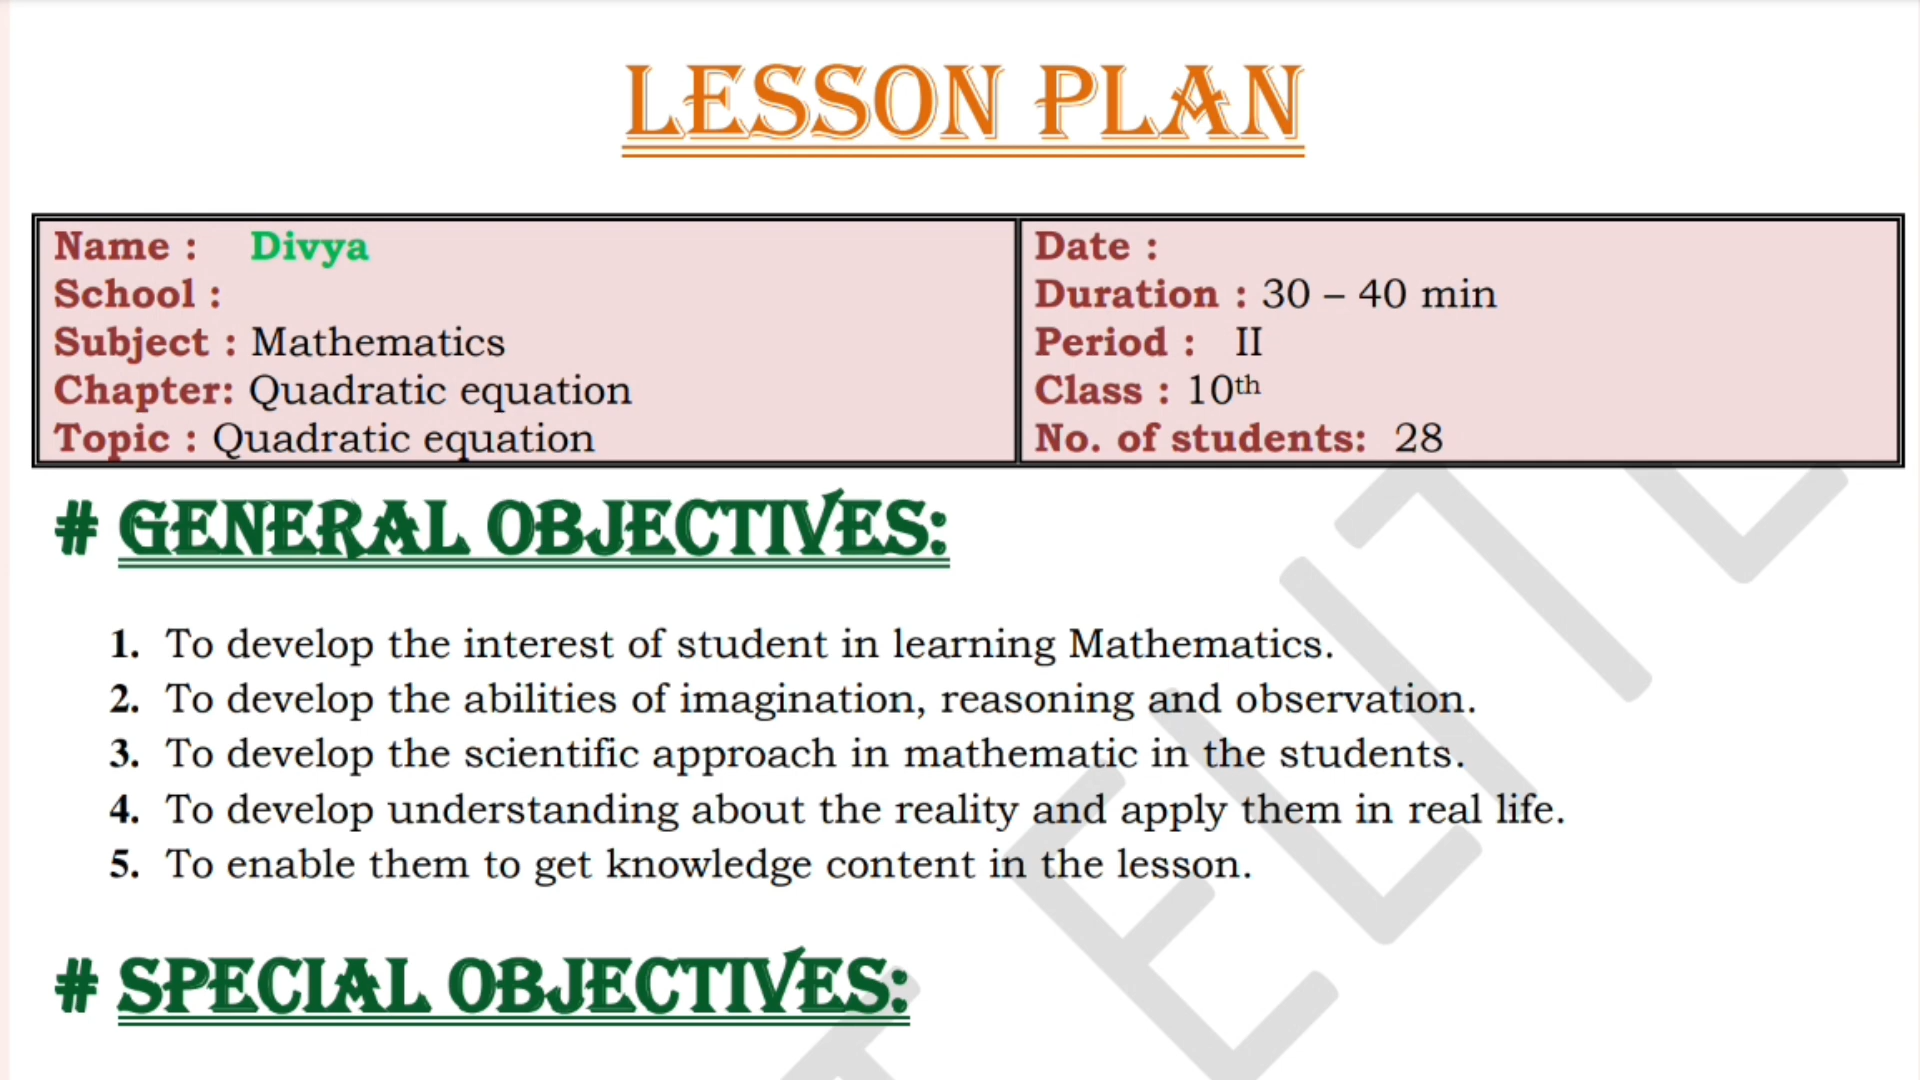 LESSON PLAN
Name : Divya
School :
Subject : Mathematics
Chapter: Quadratic equation
Topic : Quadratic equation
Date :
Duration : 30 – 40 min
Period : II
Class : 10th
No. of students: 28
# GENERAL OBJECTIVES:
1. To develop the interest of student in learning Mathematics.
2. To develop the abilities of imagination, reasoning and observation.
3. To develop the scientific approach in mathematic in the students.
4. To develop understanding about the reality and apply them in real life.
5. To enable them to get knowledge content in the lesson.
# SPECIAL OBJECTIVES: